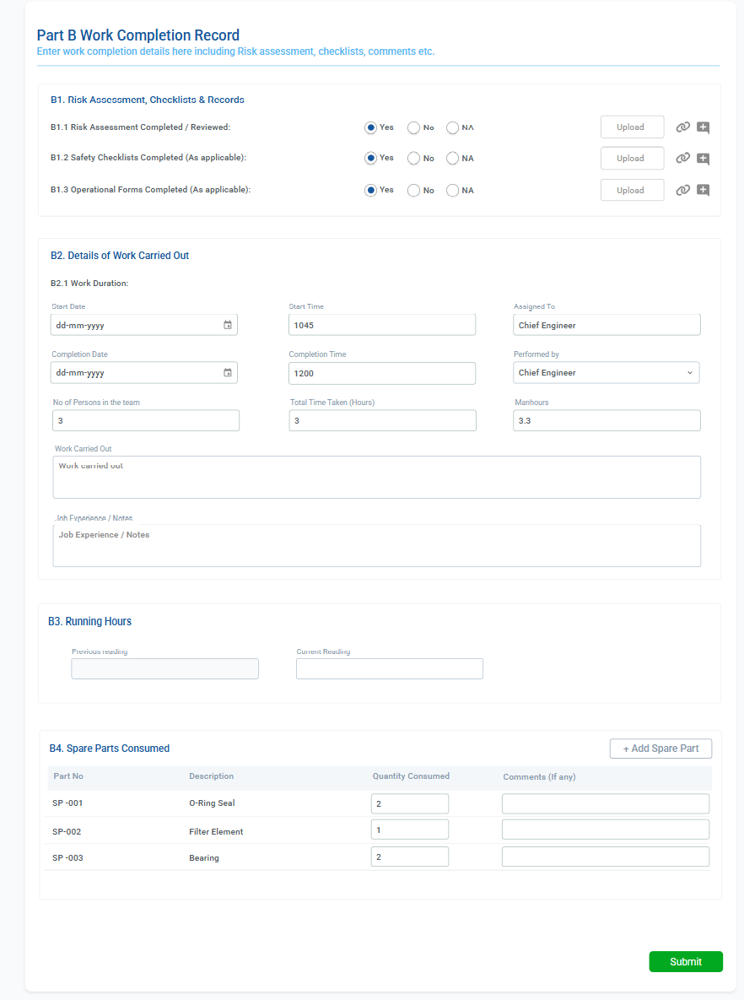 Part B Work Completion Record
Enter work completion details here including Risk assessment, checklists, comments etc.
B1. Risk Assessment, Checklists & Records
B1.1 Risk Assessment Completed / Reviewed: Yes No NA Upload
B1.2 Safety Checklists Completed (As applicable): Yes No NA Upload
B1.3 Operational Forms Completed (As applicable): Yes No NA Upload
B2. Details of Work Carried Out
B2.1 Work Duration:
Start Date Start Time Assigned To
dd-mm-yyyy 1045 Chief Engineer
Completion Date Completion Time Performed by
dd-mm-yyyy 1200 Chief Engineer
No of Persons in the team Total Time Taken (Hours) Manhours
3 3 3.3
Work Carried Out
Work carried out
Job Experience / Notes
Job Experience / Notes
B3. Running Hours
Previous reading Current Reading
B4. Spare Parts Consumed + Add Spare Part
Part No Description Quantity Consumed Comments (If any)
SP -001 O-Ring Seal 2
SP-002 Filter Element 1
SP -003 Bearing 2
Submit